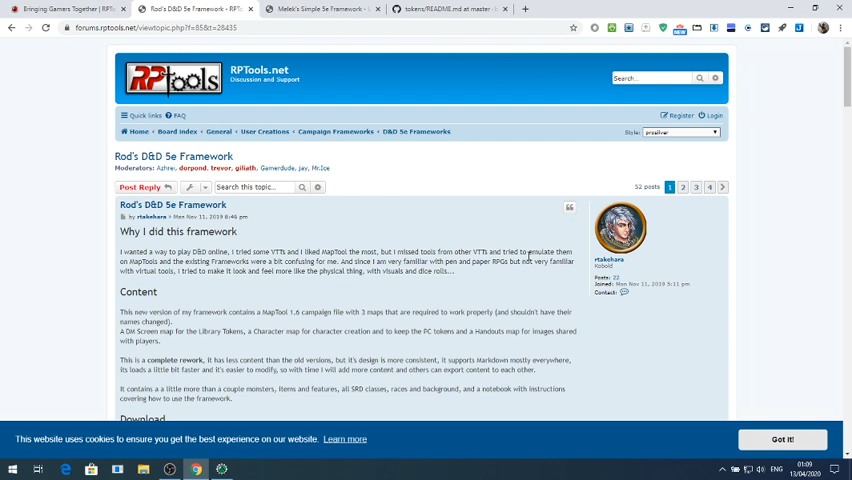 Bringing Gamers Together | RPT
Rod's D&D 5e Framework - RPT
Melek's Simple 5e Framework -
tokens/README.md at master ·
forums.rptools.net/viewtopic.php?f=85&t=28435
RPTools
RPTools.net
Discussion and Support
Search...
Quick links
FAQ
Register
Login
Home ‹ Board index ‹ General ‹ User Creations ‹ Campaign Frameworks ‹ D&D 5e Frameworks
Style: prosilver
Rod's D&D 5e Framework
Moderators: Azhrei, dorpond, trevor, giliath, Gamerdude, jay, Mr.Ice
Post Reply
Search this topic...
52 posts 1 2 3 4
Rod's D&D 5e Framework
by rtakehara » Mon Nov 11, 2019 8:46 pm
Why I did this framework
I wanted a way to play D&D online, I tried some VTTs and I liked MapTool the most, but I missed tools from other VTTs and tried to emulate them
on MapTools and the existing Frameworks were a bit confusing for me. And since I am very familiar with pen and paper RPGs but not very familiar
with virtual tools, I tried to make it look and feel more like the physical thing, with visuals and dice rolls...
rtakehara
Kobold
Posts: 22
Joined: Mon Nov 11, 2019 5:11 pm
Contact:
Content
This new version of my framework contains a MapTool 1.6 campaign file with 3 maps that are required to work properly (and shouldn't have their
names changed).
A DM Screen map for the Library Tokens, a Character map for character creation and to keep the PC tokens and a Handouts map for images shared
with players.
This is a complete rework, it has less content than the old versions, but it's design is more consistent, it supports Markdown mostly everywhere,
its loads a little bit faster and it's easier to modify, so with time I will add more content and others can export content to each other.
It contains a a little more than a couple monsters, items and features, all SRD classes, races and background, and a notebook with instructions
covering how to use the framework.
Download
This website uses cookies to ensure you get the best experience on our website. Learn more
Got it!
ENG
01:09
13/04/2020